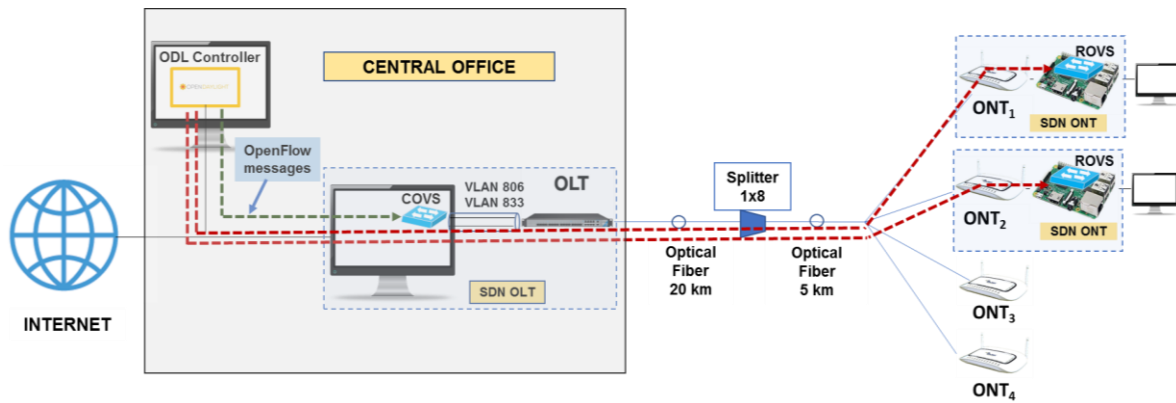 ODL Controller
OPENDAYLIGHT
CENTRAL OFFICE
OpenFlow
messages
COVS
VLAN 806
VLAN 833
OLT
SDN OLT
INTERNET
Splitter
1x8
Optical
Fiber
20 km
Optical
Fiber
5 km
ROVS
ONT1
SDN ONT
ROVS
ONT2
SDN ONT
ONT3
ONT4